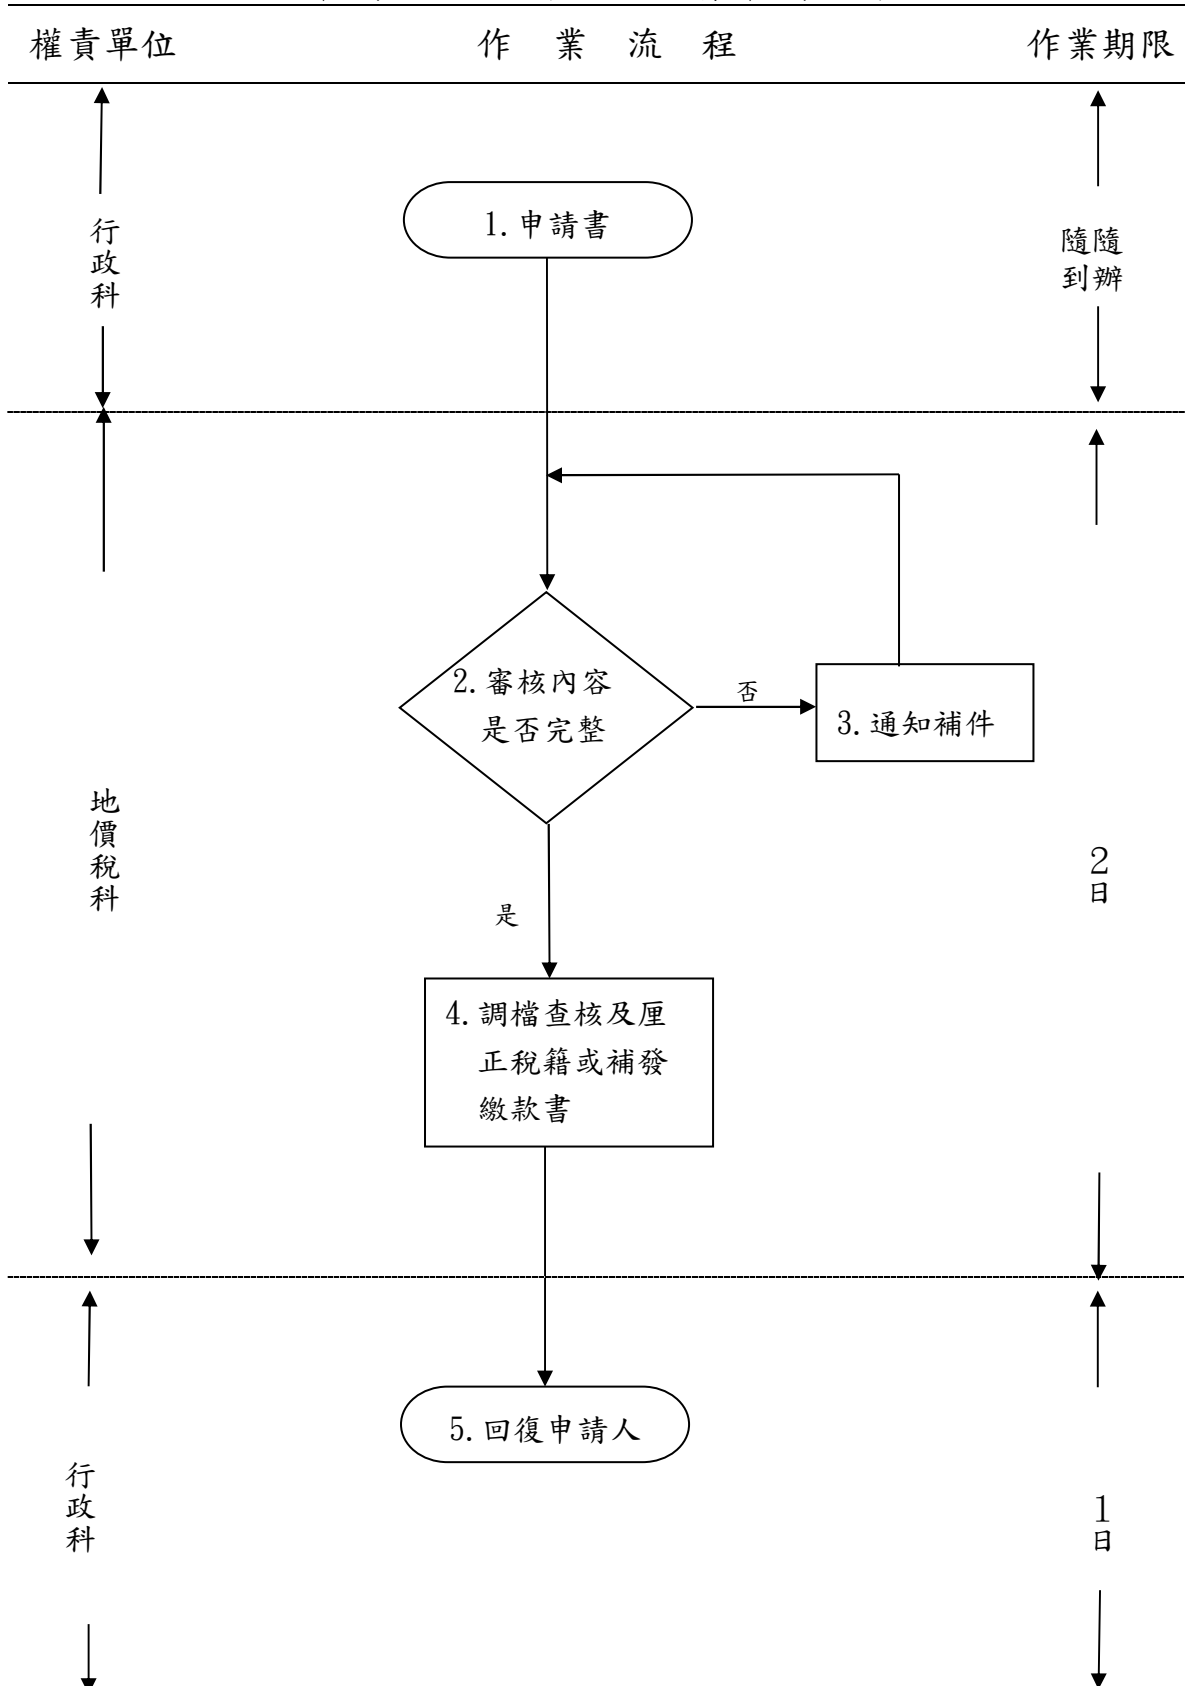 權責單位 作業流程 作業期限
行政科
1.申請書
隨隨
到辦
否
2.審核內容
是否完整
3.通知補件
地價稅科
2日
是
4.調檔查核及厘
正稅籍或補發
繳款書
5.回復申請人
行政科
1日